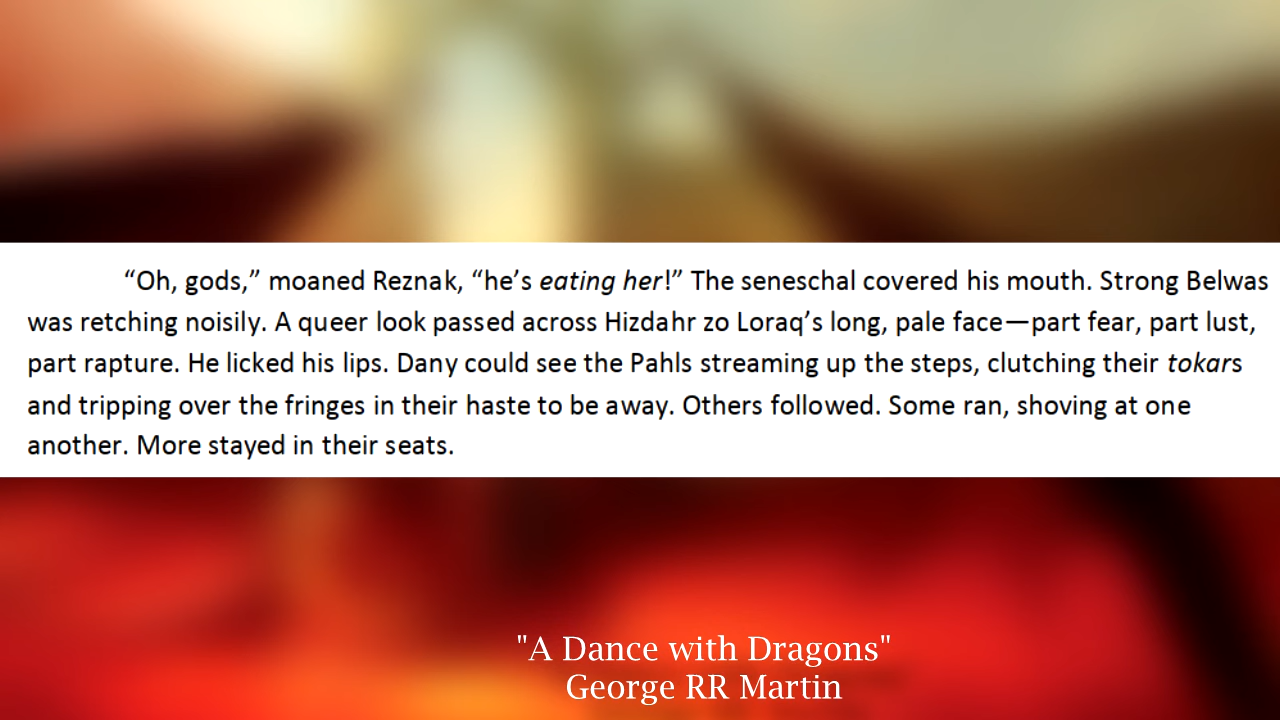 “Oh, gods,” moaned Reznak, “he’s eating her!” The seneschal covered his mouth. Strong Belwas
was retching noisily. A queer look passed across Hizdahr zo Loraq’s long, pale face—part fear, part lust,
part rapture. He licked his lips. Dany could see the Pahls streaming up the steps, clutching their tokars
and tripping over the fringes in their haste to be away. Others followed. Some ran, shoving at one
another. More stayed in their seats.
"A Dance with Dragons"
George RR Martin